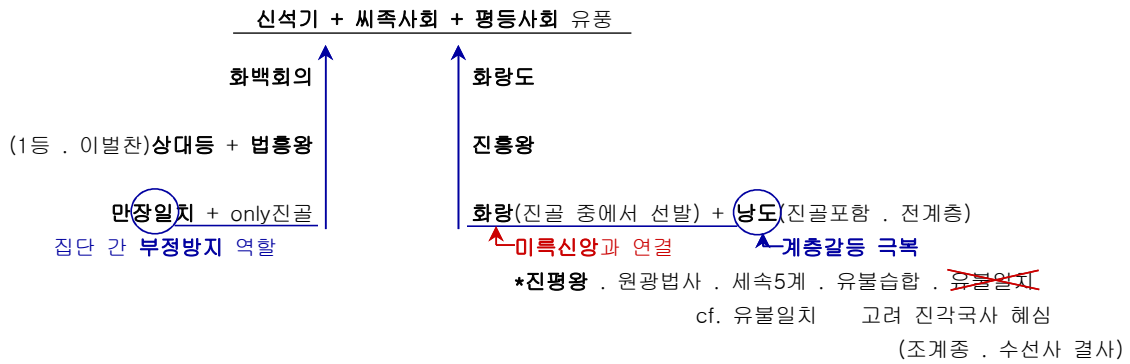 신석기 + 씨족사회 + 평등사회 유풍
화백회의 화랑도
(1등 . 이벌찬)상대등 + 법흥왕 진흥왕
만장일치 + only진골 화랑(진골 중에서 선발) + 낭도(진골포함 . 전계층)
집단 간 부정방지 역할 미륵신앙과 연결 계층갈등 극복
*진평왕 . 원광법사 . 세속5계 . 유불습합 . 유불일치
cf. 유불일치 고려 진각국사 혜심
(조계종 . 수선사 결사)